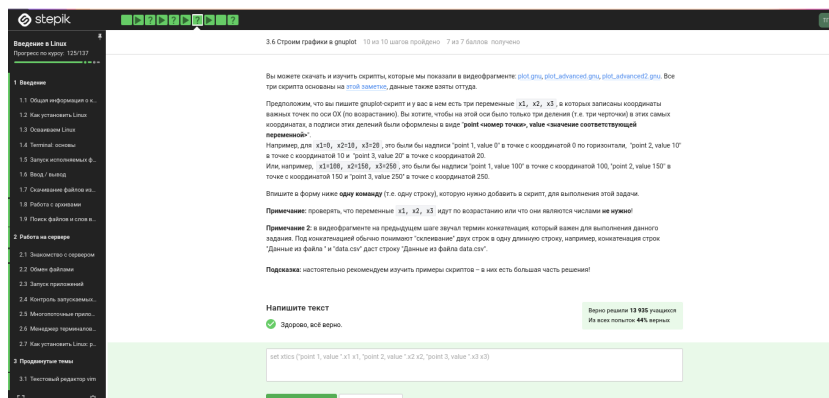 stepik
Введение в Linux
Прогресс по курсу: 125/137
1 Введение
1.1 Общая информация о к...
1.2 Как установить Linux
1.3 Осваиваем Linux
1.4 Terminal: основы
1.5 Запуск исполняемых ф...
1.6 Ввод / вывод
1.7 Скачивание файлов из...
1.8 Работа с архивами
1.9 Поиск файлов и слов в...
2 Работа на сервере
2.1 Знакомство с сервером
2.2 Обмен файлами
2.3 Запуск приложений
2.4 Контроль запускаемых...
2.5 Многопоточные прило...
2.6 Менеджер терминалов...
2.7 Как установить Linux: р...
3 Продвинутые темы
3.1 Текстовый редактор vim
3.6 Строим графики в gnuplot 10 из 10 шагов пройдено 7 из 7 баллов получено
Вы можете скачать и изучить скрипты, которые мы показали в видеофрагменте: plot.gnu, plot_advanced.gnu, plot_advanced2.gnu. Все
три скрипта основаны на этой заметке, данные также взяты оттуда.
Предположим, что вы пишите gnuplot-скрипт и у вас в нем есть три переменные x1, x2, x3, в которых записаны координаты
важных точек по оси OX (по возрастанию). Вы хотите, чтобы на этой оси было только три деления (т.е. три черточки) в этих самых
координатах, а подписи этих делений были оформлены в виде "point <номер точки>, value <значение соответствующей
переменной>".
Например, для x1=0, x2=10, x3=20, это были бы надписи "point 1, value 0" в точке с координатой 0 по горизонтали, "point 2, value 10"
в точке с координатой 10 и "point 3, value 20" в точке с координатой 20.
Или, например, x1=100, x2=150, x3=250, это были бы надписи "point 1, value 100" в точке с координатой 100, "point 2, value 150" в
точке с координатой 150 и "point 3, value 250" в точке с координатой 250.
Впишите в форму ниже одну команду (т.е. одну строку), которую нужно добавить в скрипт, для выполнения этой задачи.
Примечание: проверять, что переменные x1, x2, x3 идут по возрастанию или что они являются числами не нужно!
Примечание 2: в видеофрагменте на предыдущем шаге звучал термин конкатенация, который важен для выполнения данного
задания. Под конкатенацией обычно понимают "склеивание" двух строк в одну длинную строку, например, конкатенация строк
"Данные из файла " и "data.csv" даст строку "Данные из файла data.csv".
Подсказка: настоятельно рекомендуем изучить примеры скриптов – в них есть большая часть решения!
Напишите текст
Здорово, всё верно.
Верно решили 13 935 учащихся
Из всех попыток 44% верных
set xtics ("point 1, value ".x1 x1, "point 2, value ".x2 x2, "point 3, value ".x3 x3)